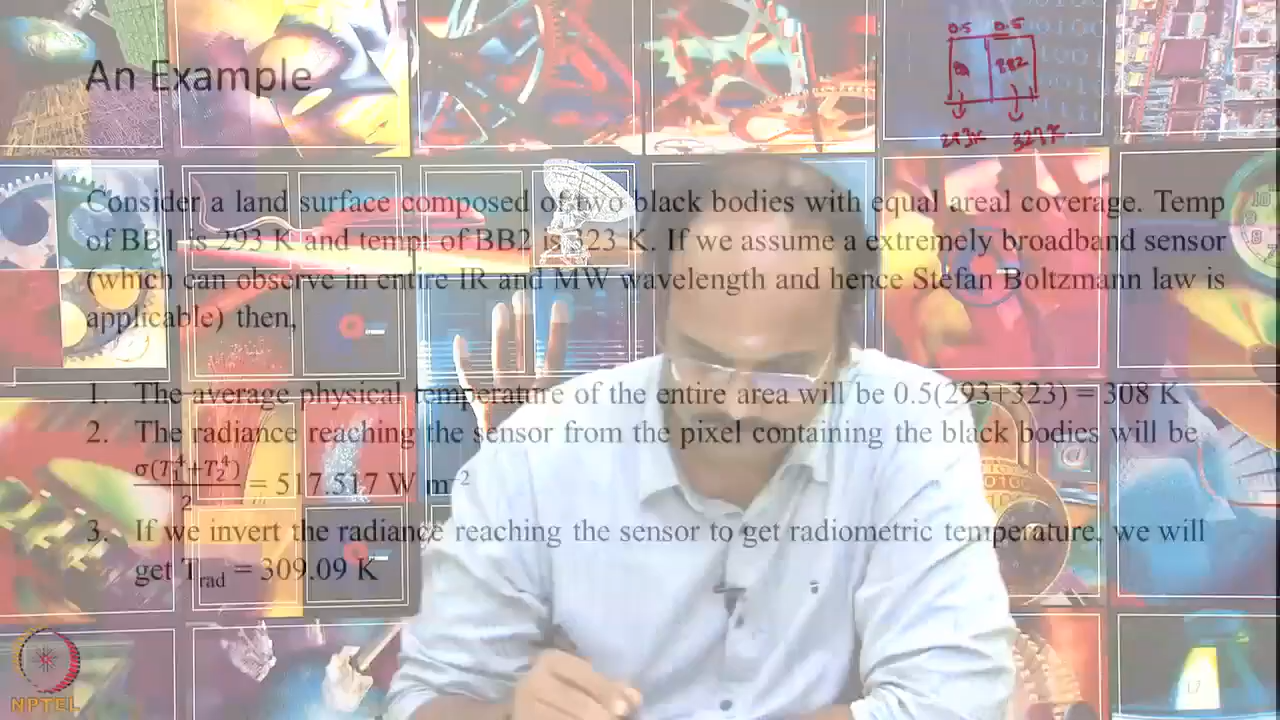 0.5 0.5
An Example
BB2
293K 323K
Consider a land surface composed of two black bodies with equal areal coverage. Temp
of BB1 is 293 K and temp. of BB2 is 323 K. If we assume a extremely broadband sensor
(which can observe in entire IR and MW wavelength and hence Stefan Boltzmann law is
applicable) then,
1. The average physical temperature of the entire area will be 0.5(293+323) = 308 K
2. The radiance reaching the sensor from the pixel containing the black bodies will be
σ(T₁⁴+T₂⁴)/2 = 517.517 W m⁻²
3. If we invert the radiance reaching the sensor to get radiometric temperature, we will
get Trad = 309.09 K
NPTEL
17